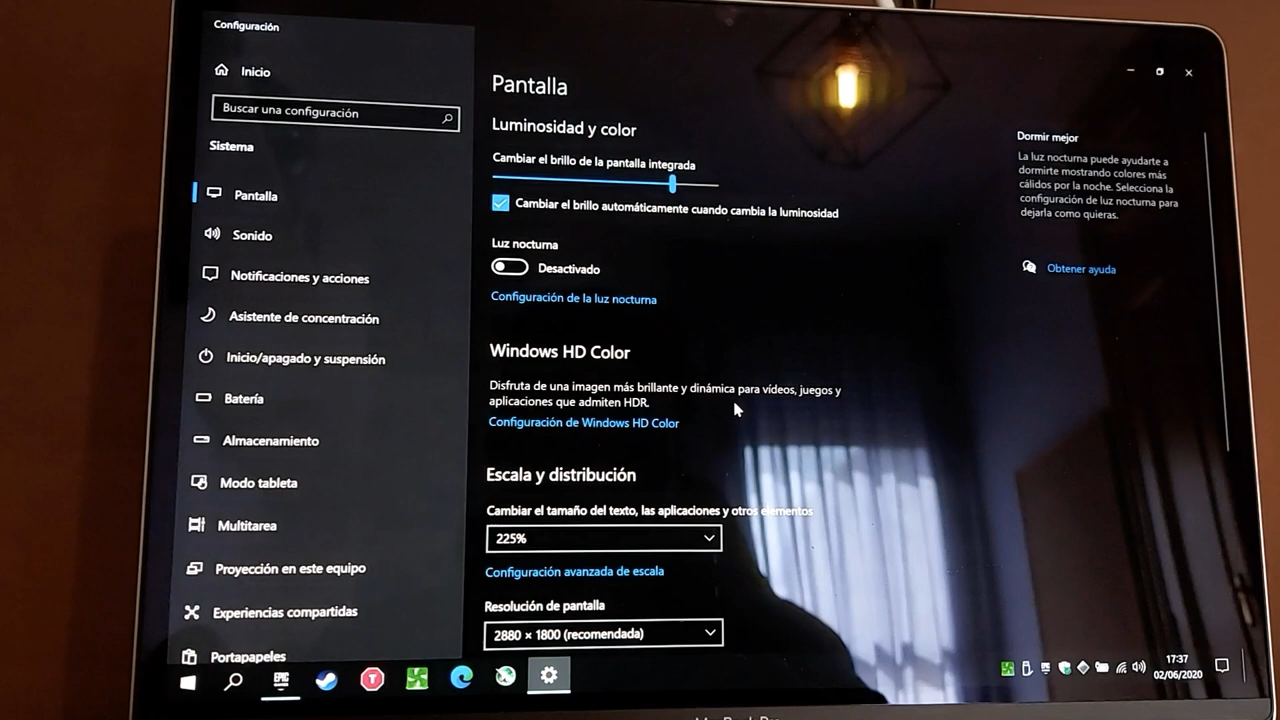 Configuración
Inicio
Buscar una configuración
Sistema
Pantalla
Sonido
Notificaciones y acciones
Asistente de concentración
Inicio/apagado y suspensión
Batería
Almacenamiento
Modo tableta
Multitarea
Proyección en este equipo
Experiencias compartidas
Portapapeles
Pantalla
Luminosidad y color
Cambiar el brillo de la pantalla integrada
Cambiar el brillo automáticamente cuando cambia la luminosidad
Luz nocturna
Desactivado
Configuración de la luz nocturna
Windows HD Color
Disfruta de una imagen más brillante y dinámica para vídeos, juegos y
aplicaciones que admiten HDR.
Configuración de Windows HD Color
Escala y distribución
Cambiar el tamaño del texto, las aplicaciones y otros elementos
225%
Configuración avanzada de escala
Resolución de pantalla
2880 × 1800 (recomendada)
Dormir mejor
La luz nocturna puede ayudarte a
dormirte mostrando colores más
cálidos por la noche. Selecciona la
configuración de luz nocturna para
dejarla como quieras.
Obtener ayuda
EPIC
T
17:37
02/06/2020
MacBook Pro